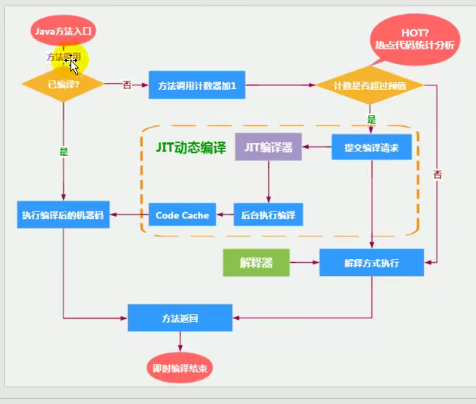 Java方法入口
HOT?
热点代码统计分析
方法调用
已编译?
否
方法调用计数器加1
计数是否超过阈值
是
是
否
JIT动态编译
JIT编译器
提交编译请求
执行编译后的机器码
Code Cache
后台执行编译
解释器
解释方式执行
方法返回
即时编译结束